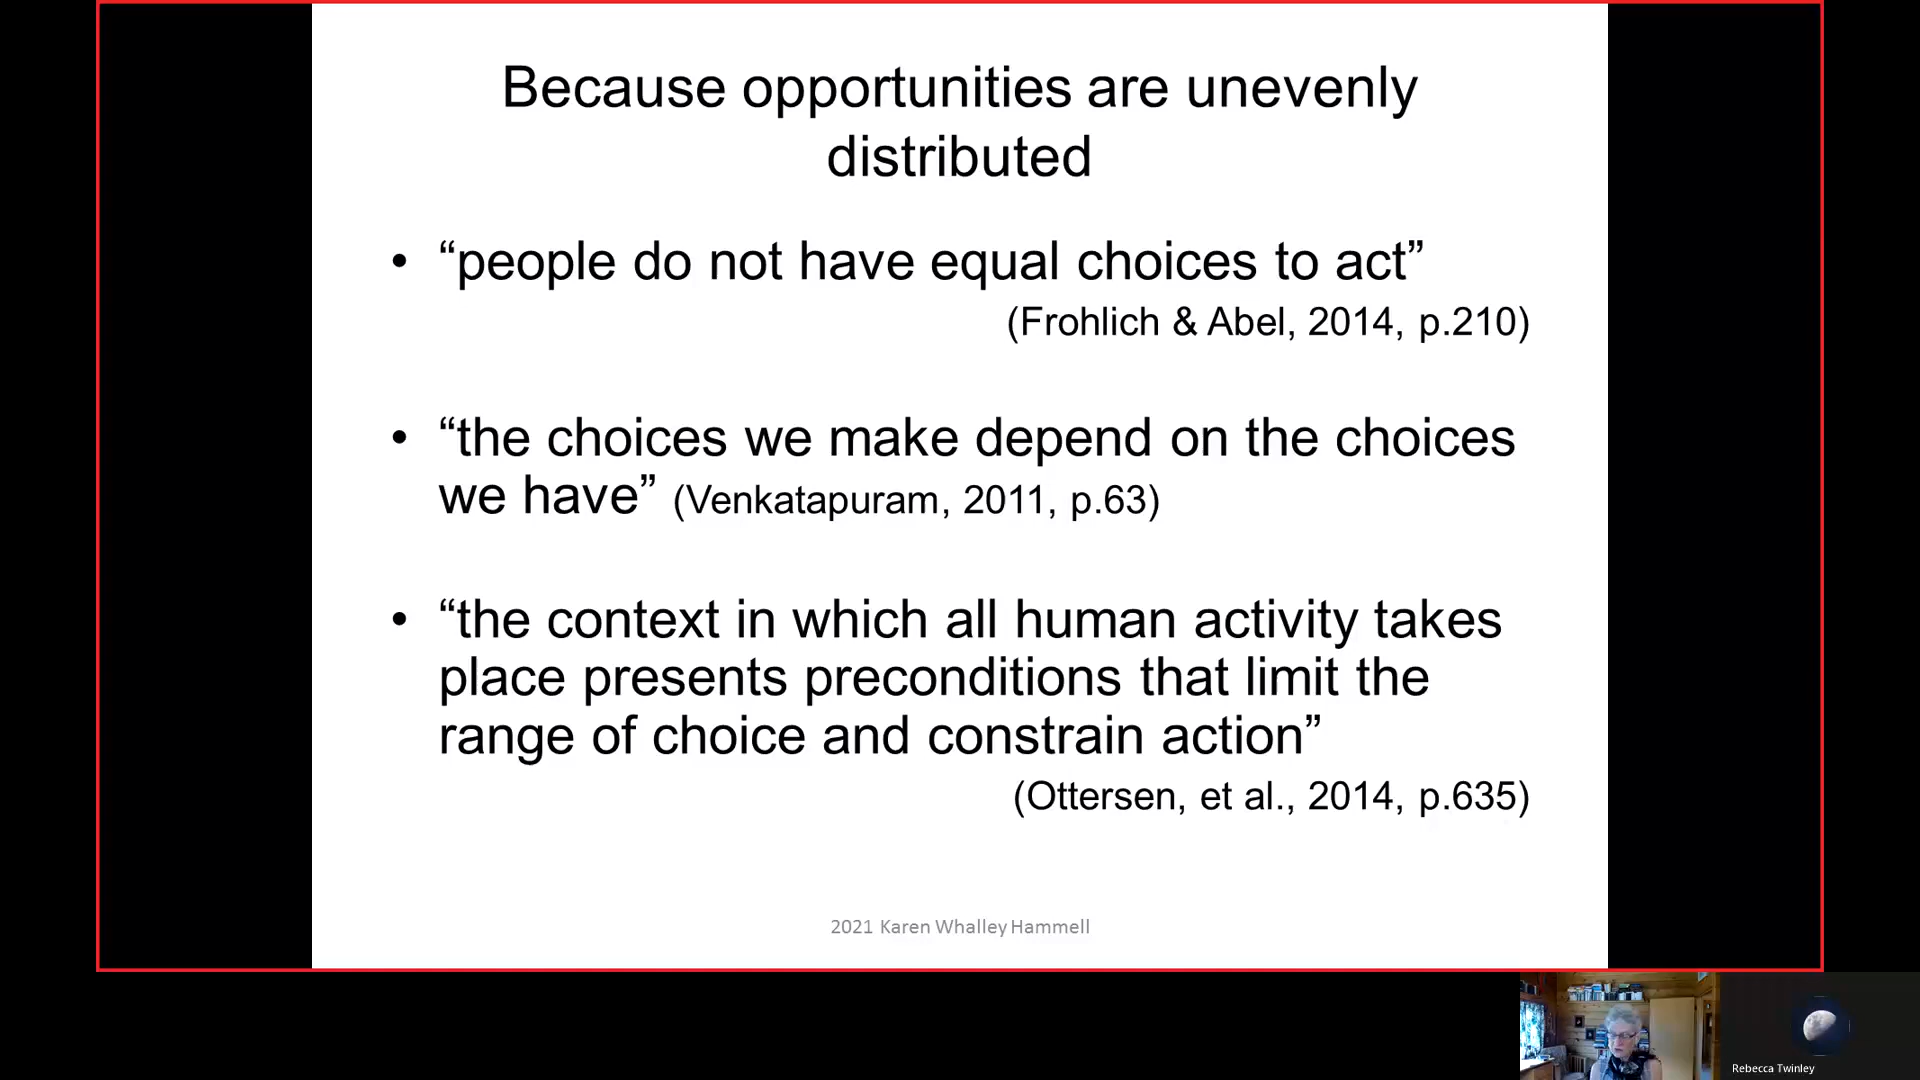 Because opportunities are unevenly
distributed
• “people do not have equal choices to act”
(Frohlich & Abel, 2014, p.210)
• “the choices we make depend on the choices
we have” (Venkatapuram, 2011, p.63)
• “the context in which all human activity takes
place presents preconditions that limit the
range of choice and constrain action”
(Ottersen, et al., 2014, p.635)
2021 Karen Whalley Hammell
Rebecca Twinley